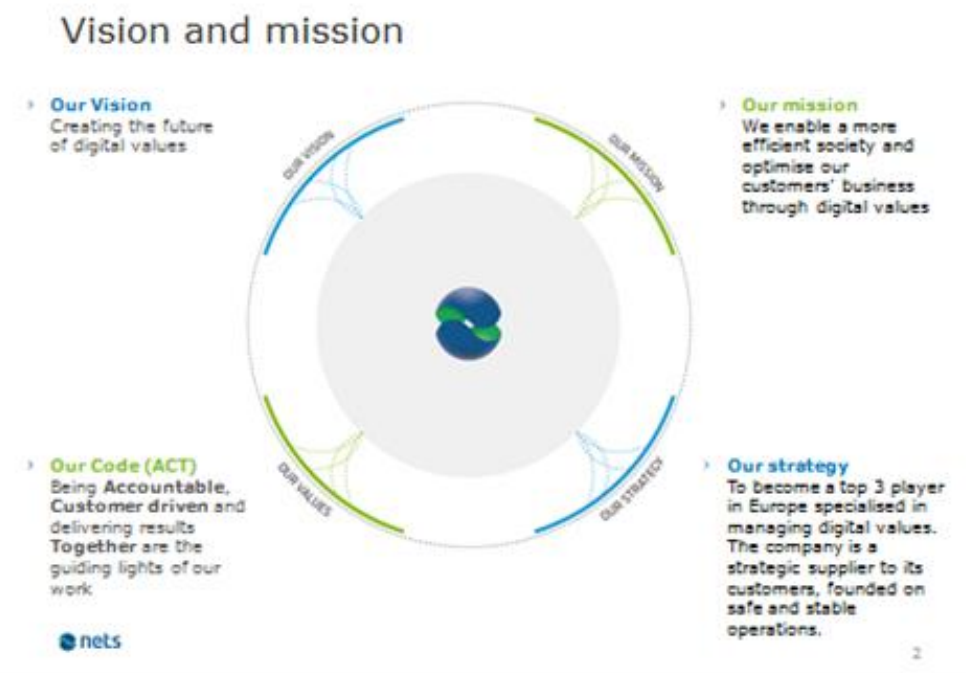 Vision and mission
› Our Vision
Creating the future
of digital values
› Our mission
We enable a more
efficient society and
optimise our
customers' business
through digital values
OUR VISION
OUR MISSION
OUR VALUES
OUR STRATEGY
› Our Code (ACT)
Being Accountable,
Customer driven and
delivering results
Together are the
guiding lights of our
work
› Our strategy
To become a top 3 player
in Europe specialised in
managing digital values.
The company is a
strategic supplier to its
customers, founded on
safe and stable
operations.
nets
2